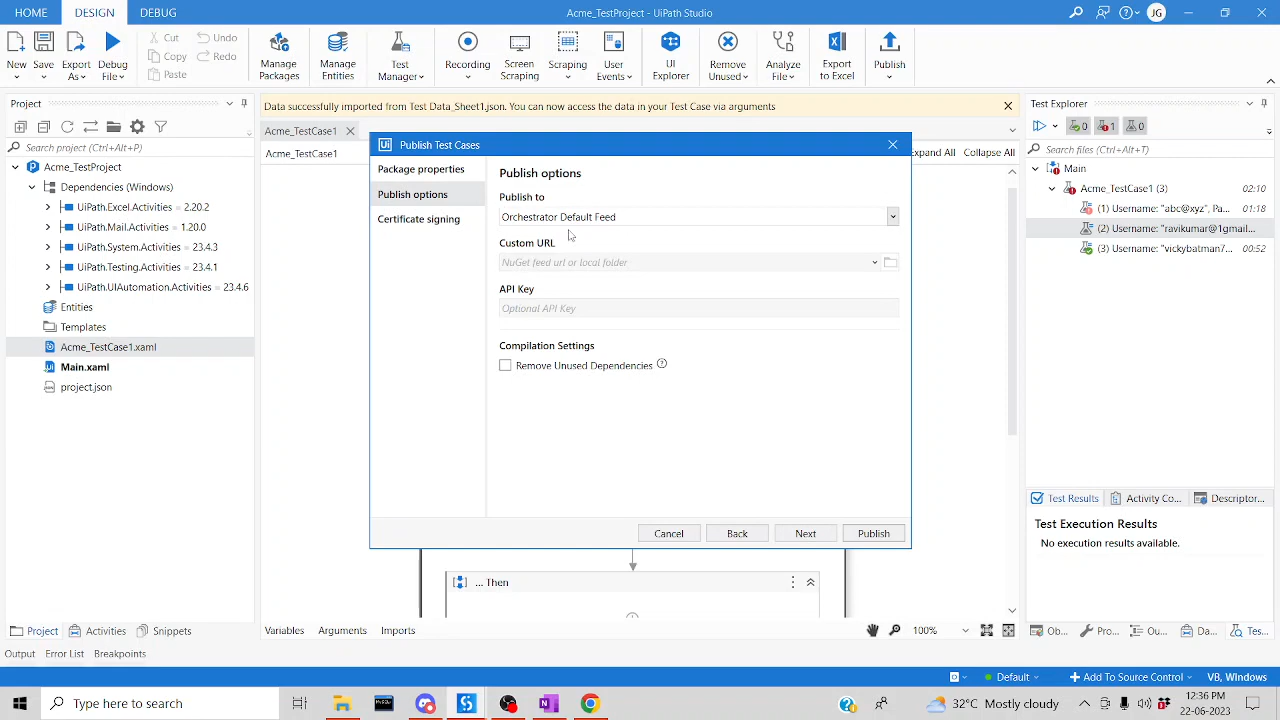 HOME
DESIGN
DEBUG
Acme_TestProject - UiPath Studio
JG
New
Save
Export As
Debug File
Cut
Copy
Paste
Undo
Redo
Manage Packages
Manage Entities
Test Manager
Recording
Screen Scraping
Scraping
User Events
UI Explorer
Remove Unused
Analyze File
Export to Excel
Publish
Project
Search project (Ctrl+Alt+P)
Acme_TestProject
Dependencies (Windows)
UiPath.Excel.Activities = 2.20.2
UiPath.Mail.Activities = 1.20.0
UiPath.System.Activities = 23.4.3
UiPath.Testing.Activities = 23.4.1
UiPath.UIAutomation.Activities = 23.4.6
Entities
Templates
Acme_TestCase1.xaml
Main.xaml
project.json
Project
Activities
Snippets
Data successfully imported from Test Data_Sheet1.json. You can now access the data in your Test Case via arguments
Acme_TestCase1
Acme_TestCase1
Expand All
Collapse All
Publish Test Cases
Package properties
Publish options
Certificate signing
Publish options
Publish to
Orchestrator Default Feed
Custom URL
NuGet feed url or local folder
API Key
Optional API Key
Compilation Settings
Remove Unused Dependencies
Cancel
Back
Next
Publish
... Then
Variables
Arguments
Imports
100%
Test Explorer
0
1
0
Search files (Ctrl+Alt+T)
Main
Acme_TestCase1 (3)
02:10
(1) Username: "abc@xyz", Pa...
01:18
(2) Username: "ravikumar@1gmail...
(3) Username: "vickybatman7...
00:52
Test Results
Activity Co...
Descriptor...
Test Execution Results
No execution results available.
Ob...
Pro...
Ou...
Da...
Tes...
Output
Error List
Breakpoints
Default
Add To Source Control
VB, Windows
Type here to search
32°C Mostly cloudy
12:36 PM
22-06-2023